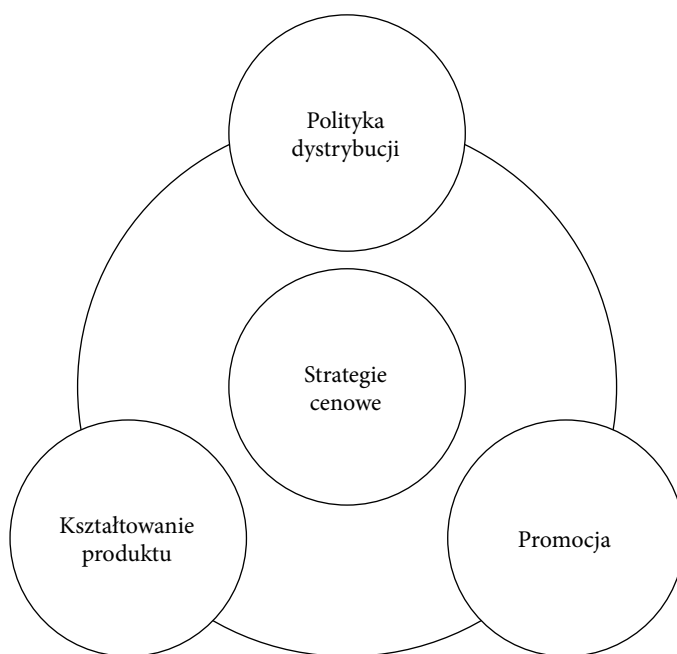 Polityka
dystrybucji
Strategie
cenowe
Kształtowanie
produktu
Promocja